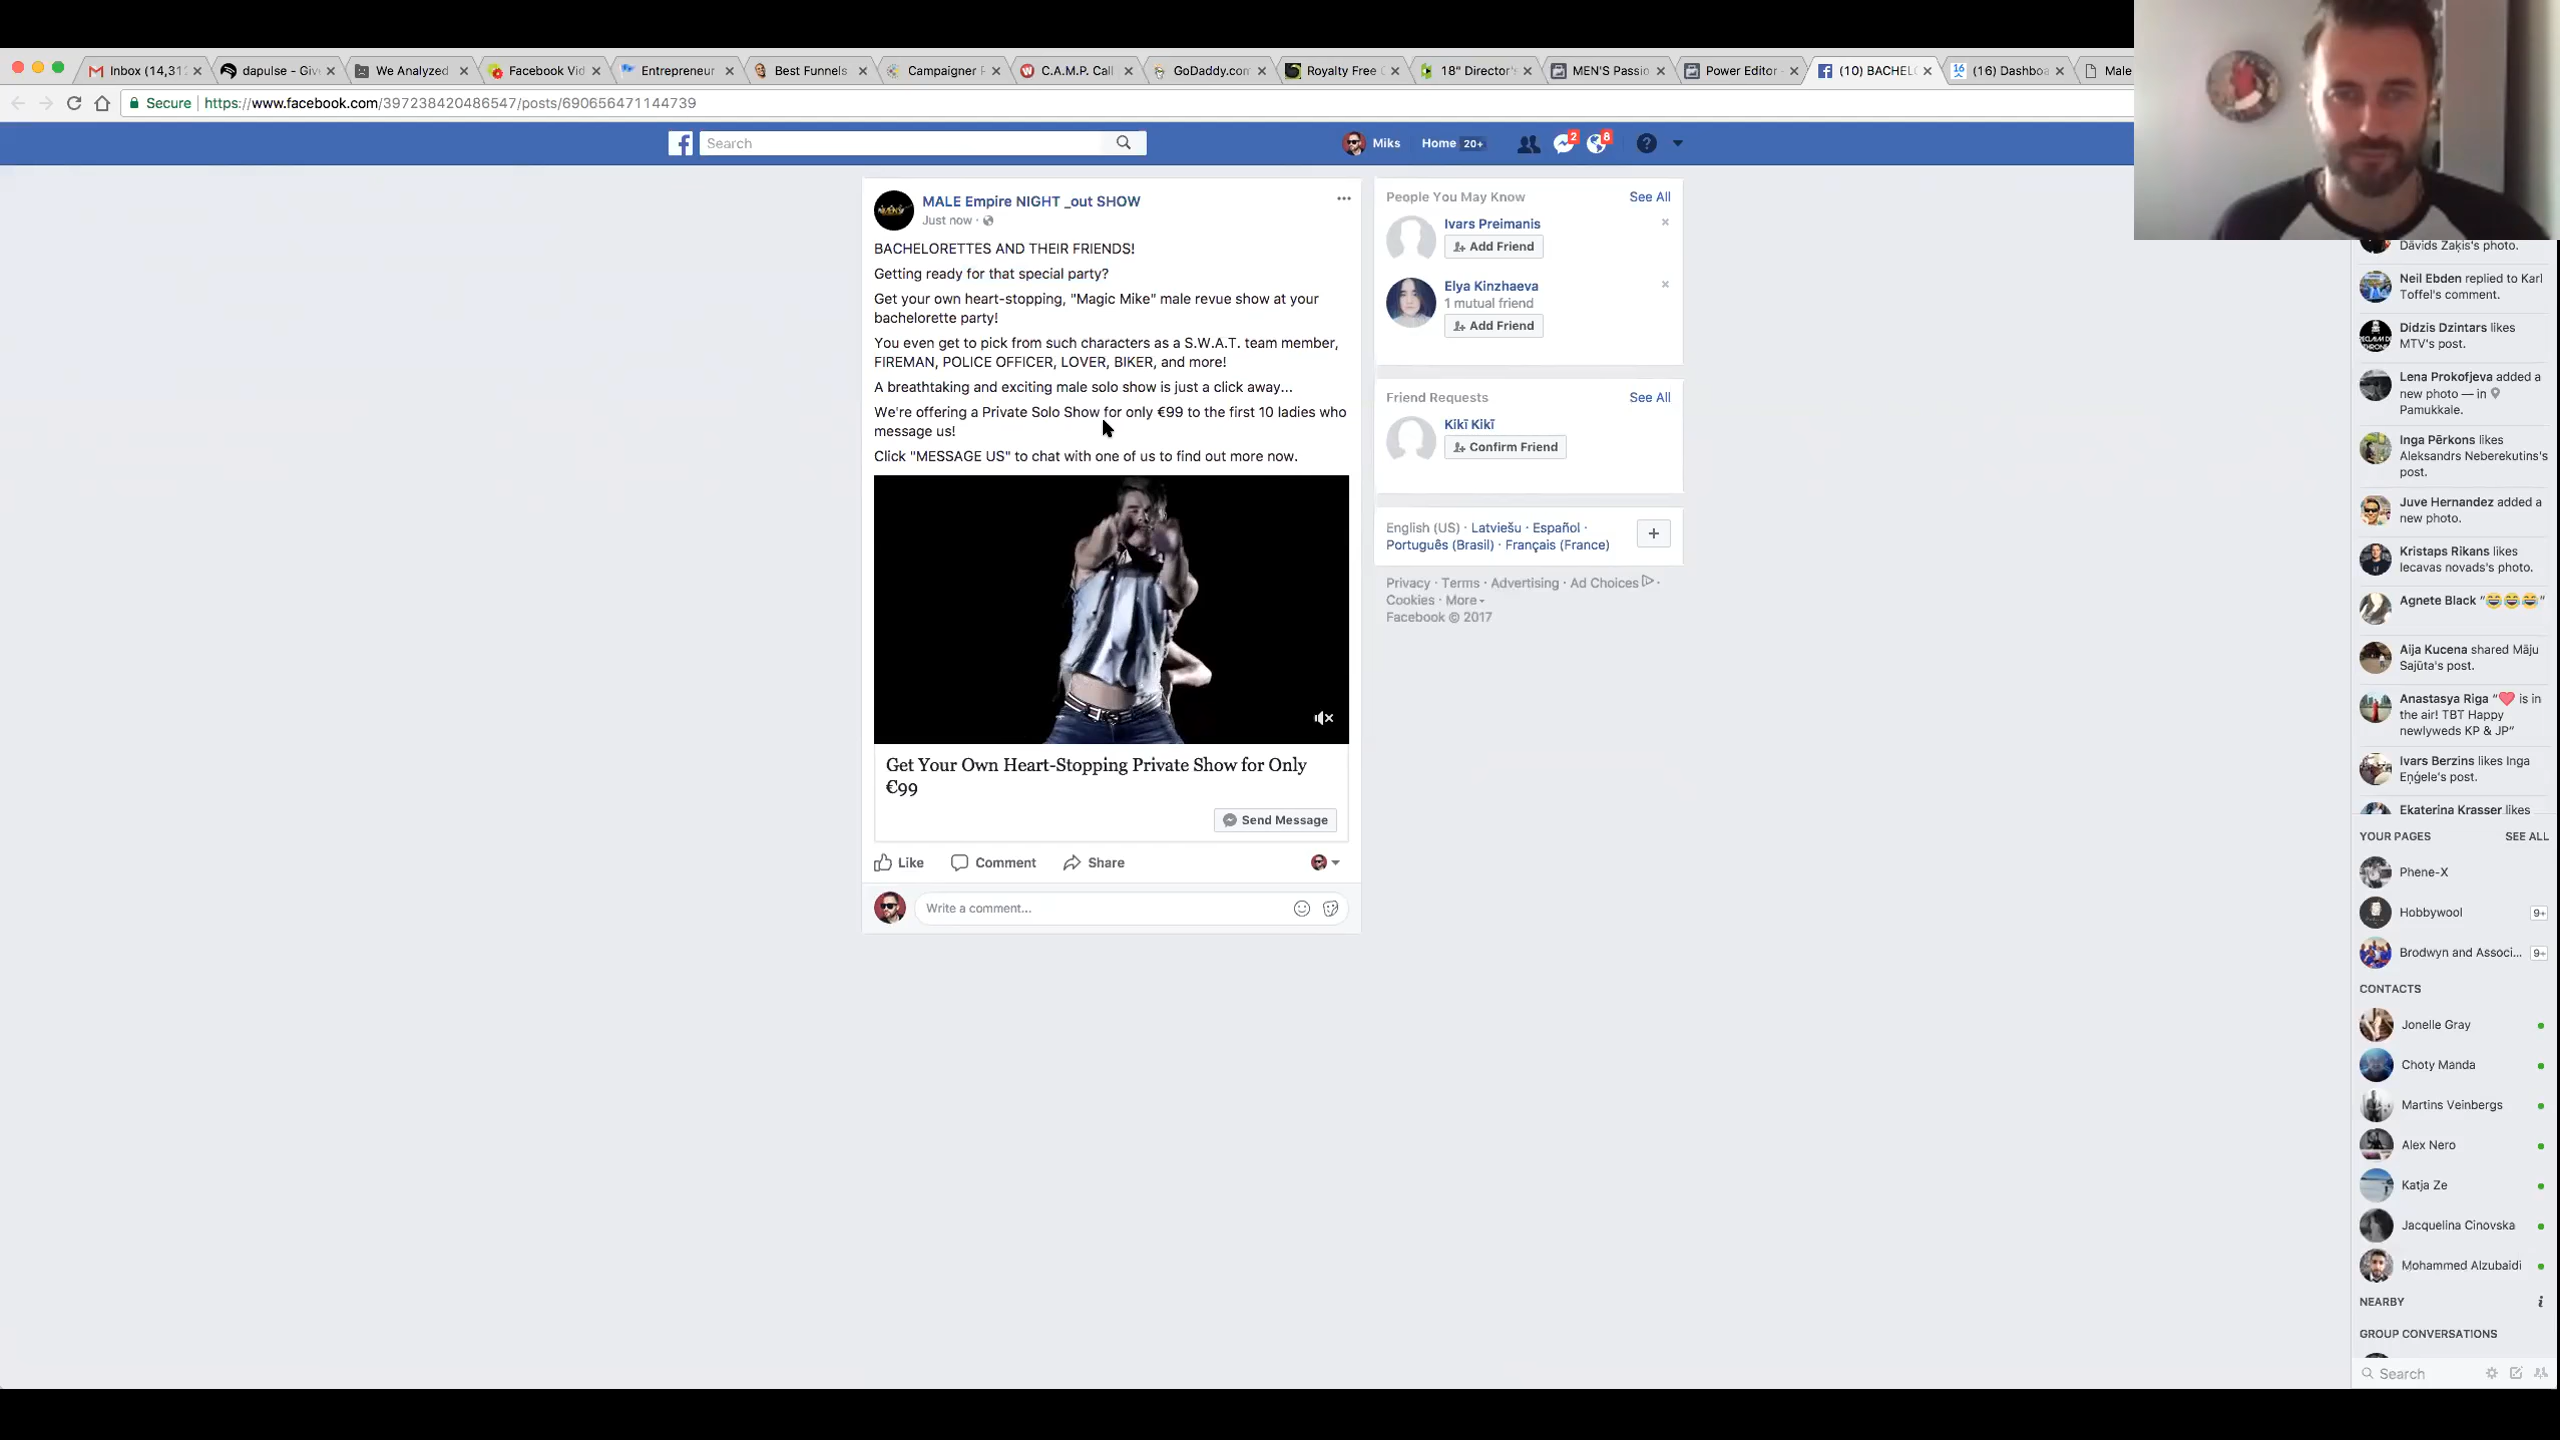 Inbox (14,31
dapulse - Giv
We Analyzed
Facebook Vid
Entrepreneur
Best Funnels
Campaigner P
C.A.M.P. Call
GoDaddy.com
Royalty Free
18" Director's
MEN'S Passio
Power Editor
(10) BACHEL
(16) Dashboa
Male
Secure
https://www.facebook.com/397238420486547/posts/690656471144739
Search
Miks
Home 20+
2
8
MALE Empire NIGHT _out SHOW
Just now ·
BACHELORETTES AND THEIR FRIENDS!
Getting ready for that special party?
Get your own heart-stopping, "Magic Mike" male revue show at your
bachelorette party!
You even get to pick from such characters as a S.W.A.T. team member,
FIREMAN, POLICE OFFICER, LOVER, BIKER, and more!
A breathtaking and exciting male solo show is just a click away...
We're offering a Private Solo Show for only €99 to the first 10 ladies who
message us!
Click "MESSAGE US" to chat with one of us to find out more now.
Get Your Own Heart-Stopping Private Show for Only
€99
Send Message
Like Comment Share
Write a comment...
People You May Know See All
Ivars Preimanis
Add Friend
Elya Kinzhaeva
1 mutual friend
Add Friend
Friend Requests See All
Kikī Kikī
Confirm Friend
English (US) · Latviešu · Español ·
Português (Brasil) · Français (France)
Privacy · Terms · Advertising · Ad Choices ·
Cookies · More
Facebook © 2017
Dāvids Zaķis's photo.
Neil Ebden replied to Karl
Toffel's comment.
Didzis Dzintars likes
MTV's post.
Lena Prokofjeva added a
new photo — in
Pamukkale.
Inga Pērkons likes
Aleksandrs Neberekutins's
post.
Juve Hernandez added a
new photo.
Kristaps Rikans likes
Iecavas novads's photo.
Agnete Black "😂😂😂"
Aija Kucena shared Māju
Sajūta's post.
Anastasya Riga "❤ is in
the air! TBT Happy
newlyweds KP & JP"
Ivars Berzins likes Inga
Eņģele's post.
Ekaterina Krasser likes
YOUR PAGES SEE ALL
Phene-X
Hobbywool 9+
Brodwyn and Associ... 9+
CONTACTS
Jonelle Gray
Choty Manda
Martins Veinbergs
Alex Nero
Katja Ze
Jacquelina Cinovska
Mohammed Alzubaidi
NEARBY
GROUP CONVERSATIONS
Search